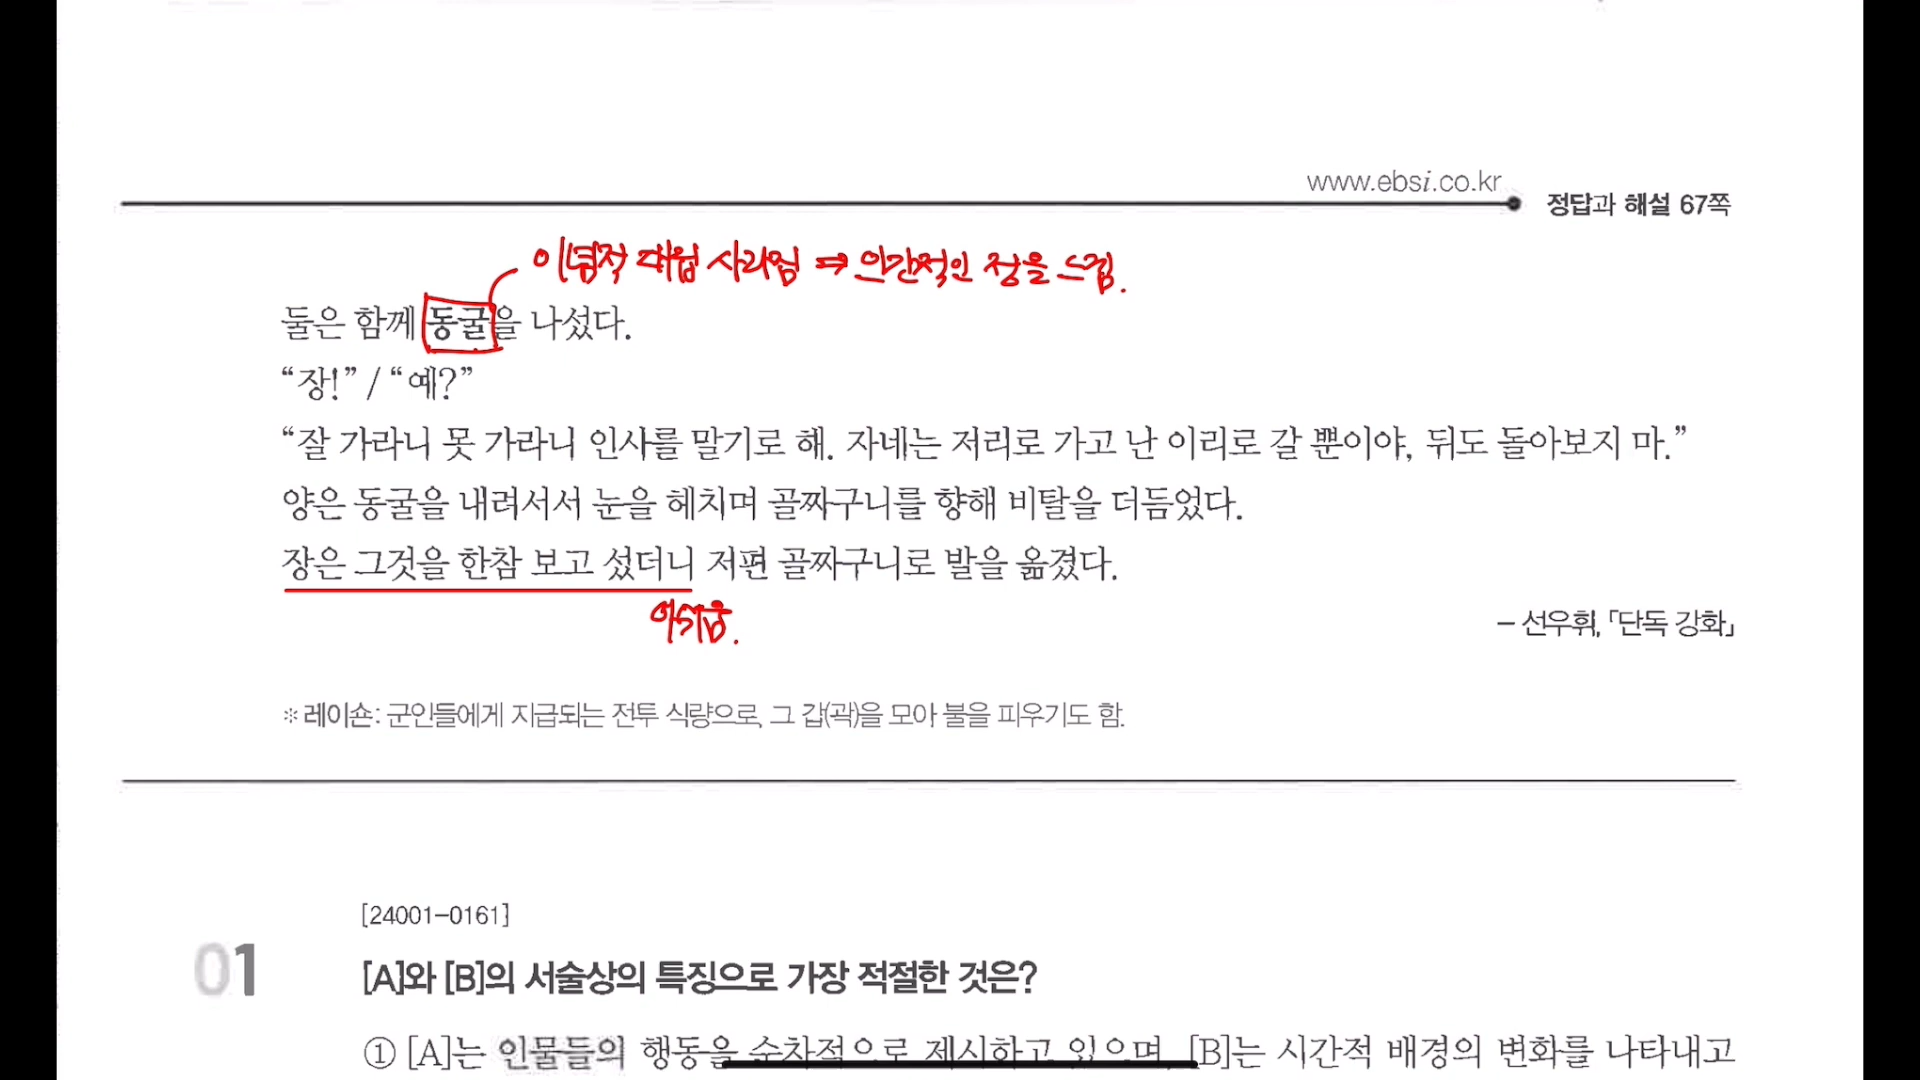 www.ebsi.co.kr
정답과 해설 67쪽
이념적 대립 사라짐 ⇒ 인간적인 정을 느낌.
둘은 함께 동굴을 나섰다.
“장!” / “예?”
“잘 가라니 못 가라니 인사를 말기로 해. 자네는 저리로 가고 난 이리로 갈 뿐이야, 뒤도 돌아보지 마.”
양은 동굴을 내려서서 눈을 헤치며 골짜구니를 향해 비탈을 더듬었다.
장은 그것을 한참 보고 섰더니 저편 골짜구니로 발을 옮겼다.
아쉬움.
– 선우휘, 「단독 강화」
※ 레이숀: 군인들에게 지급되는 전투 식량으로, 그 갑(곽)을 모아 불을 피우기도 함.
[24001-0161]
01
[A]와 [B]의 서술상의 특징으로 가장 적절한 것은?
① [A]는 인물들의 행동을 순차적으로 제시하고 있으며, [B]는 시간적 배경의 변화를 나타내고